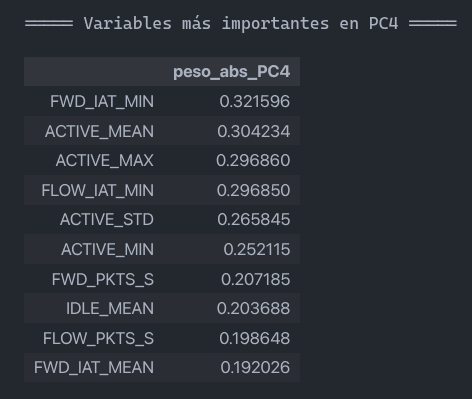 ===== Variables más importantes en PC4 =====
peso_abs_PC4
FWD_IAT_MIN 0.321596
ACTIVE_MEAN 0.304234
ACTIVE_MAX 0.296860
FLOW_IAT_MIN 0.296850
ACTIVE_STD 0.265845
ACTIVE_MIN 0.252115
FWD_PKTS_S 0.207185
IDLE_MEAN 0.203688
FLOW_PKTS_S 0.198648
FWD_IAT_MEAN 0.192026